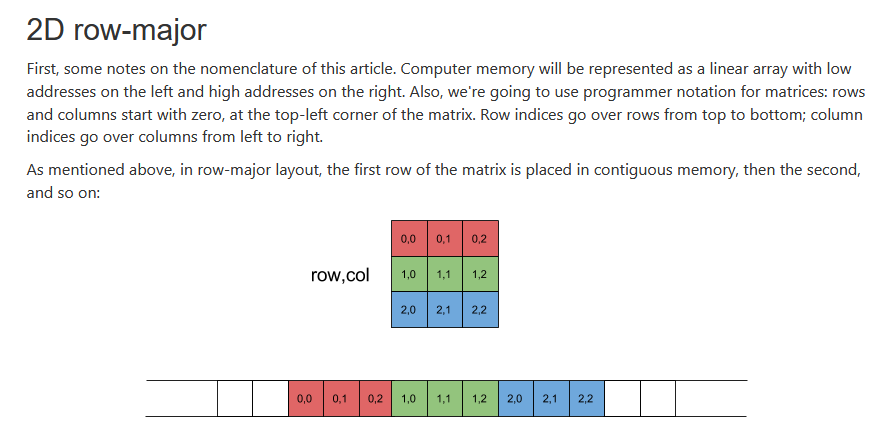 2D row-major
First, some notes on the nomenclature of this article. Computer memory will be represented as a linear array with low
addresses on the left and high addresses on the right. Also, we're going to use programmer notation for matrices: rows
and columns start with zero, at the top-left corner of the matrix. Row indices go over rows from top to bottom; column
indices go over columns from left to right.
As mentioned above, in row-major layout, the first row of the matrix is placed in contiguous memory, then the second,
and so on:
0,0 0,1 0,2
row,col 1,0 1,1 1,2
2,0 2,1 2,2
0,0 0,1 0,2 1,0 1,1 1,2 2,0 2,1 2,2